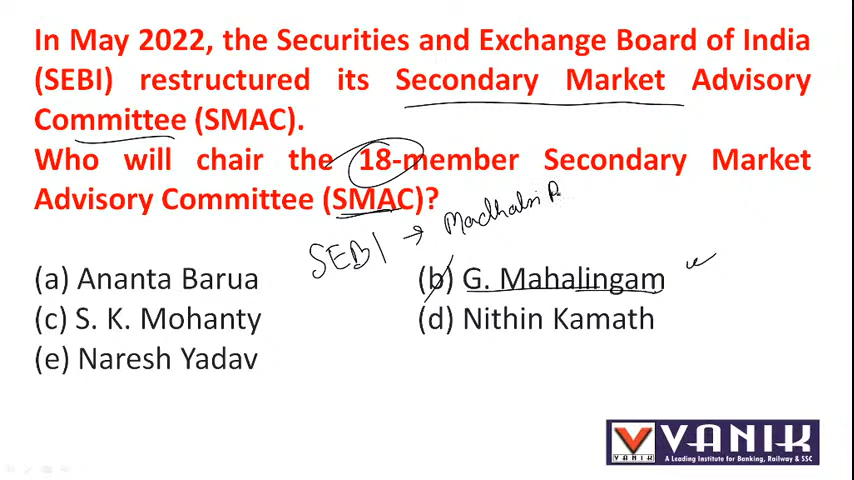 In May 2022, the Securities and Exchange Board of India
(SEBI) restructured its Secondary Market Advisory
Committee (SMAC).
Who will chair the 18-member Secondary Market
Advisory Committee (SMAC)?
SEBI → P
(a) Ananta Barua (b) G. Mahalingam
(c) S. K. Mohanty (d) Nithin Kamath
(e) Naresh Yadav
VANIK
VANIK
A Leading Institute for Banking, Railway & SSC